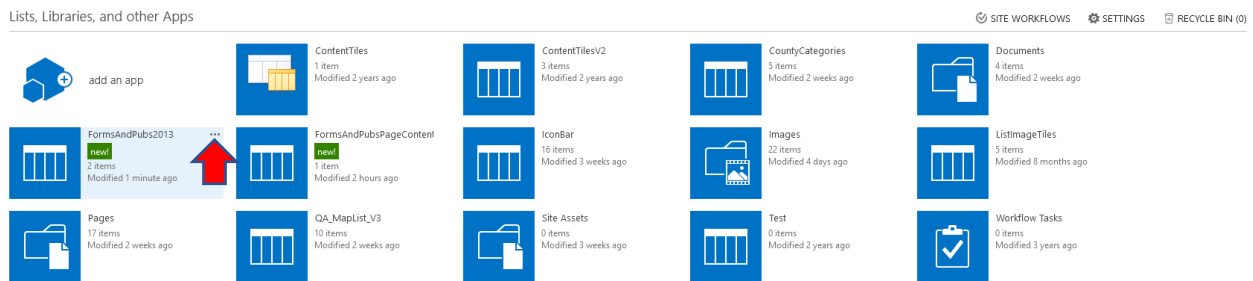 Lists, Libraries, and other Apps
SITE WORKFLOWS SETTINGS RECYCLE BIN (0)
add an app
ContentTiles
1 item
Modified 2 years ago
ContentTilesV2
3 items
Modified 2 years ago
CountyCategories
5 items
Modified 2 weeks ago
Documents
4 items
Modified 2 weeks ago
FormsAndPubs2013 ...
new!
2 items
Modified 1 minute ago
FormsAndPubsPageContent
new!
1 item
Modified 2 hours ago
IconBar
16 items
Modified 3 weeks ago
Images
22 items
Modified 4 days ago
ListImageTiles
5 items
Modified 8 months ago
Pages
17 items
Modified 2 weeks ago
QA_MapList_V3
10 items
Modified 2 weeks ago
Site Assets
0 items
Modified 3 weeks ago
Test
0 items
Modified 2 years ago
Workflow Tasks
0 items
Modified 3 years ago